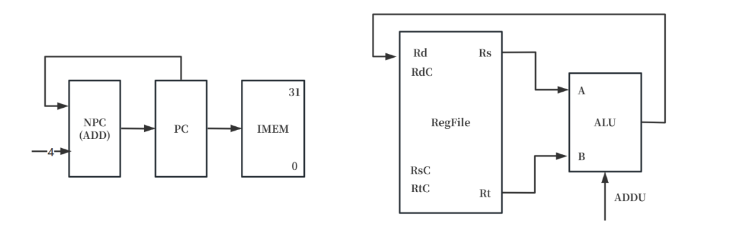 NPC
(ADD)
4
PC
31
IMEM
0
Rd
RdC
Rs
RegFile
RsC
RtC
Rt
A
ALU
B
ADDU